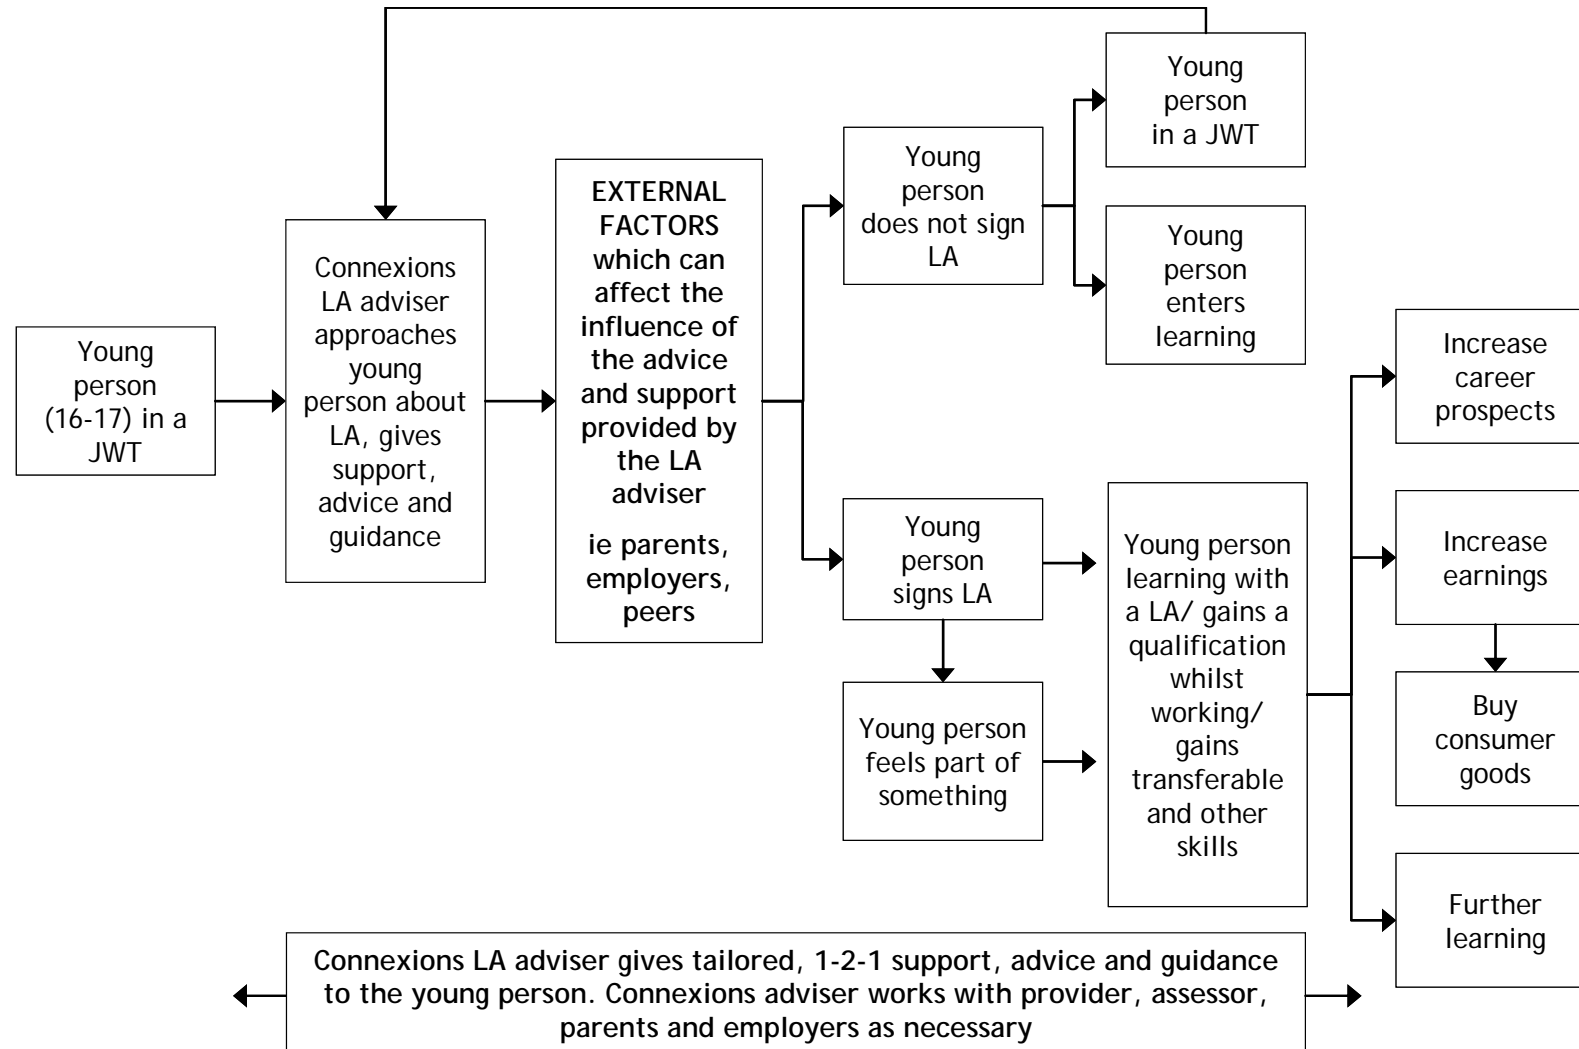 Young
person
(16-17) in a
JWT
Connexions
LA adviser
approaches
young
person about
LA, gives
support,
advice and
guidance
EXTERNAL
FACTORS
which can
affect the
influence of
the advice
and support
provided by
the LA
adviser
ie parents,
employers,
peers
Young
person
does not sign
LA
Young
person
in a JWT
Young
person
enters
learning
Young
person
signs LA
Young person
feels part of
something
Young person
learning with
a LA/ gains a
qualification
whilst
working/
gains
transferable
and other
skills
Increase
career
prospects
Increase
earnings
Buy
consumer
goods
Further
learning
Connexions LA adviser gives tailored, 1-2-1 support, advice and guidance
to the young person. Connexions adviser works with provider, assessor,
parents and employers as necessary